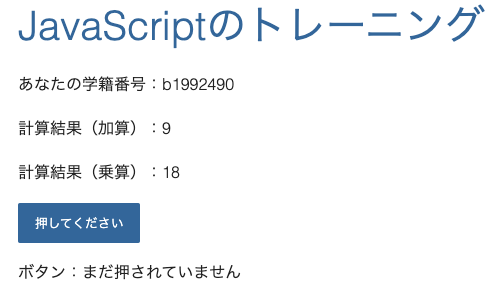 JavaScriptのトレーニング
あなたの学籍番号：b1992490
計算結果（加算）：9
計算結果（乗算）：18
押してください
ボタン：まだ押されていません